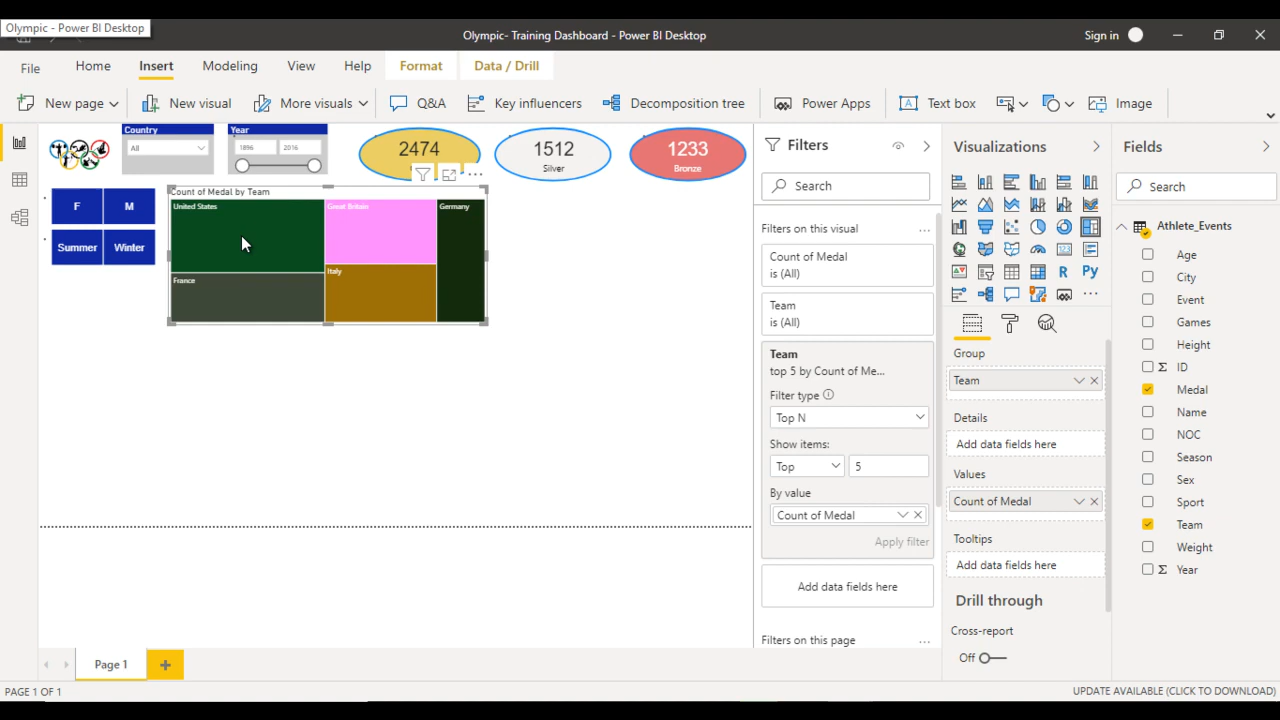 Olympic - Power BI Desktop
Olympic- Training Dashboard - Power BI Desktop
Sign in
File
Home
Insert
Modeling
View
Help
Format
Data / Drill
New page
New visual
More visuals
Q&A
Key influencers
Decomposition tree
Power Apps
Text box
Image
Country
All
Year
1896
2016
2474
1512
Silver
1233
Bronze
F
M
Summer
Winter
Count of Medal by Team
United States
Great Britain
Germany
France
Italy
Filters
Search
Filters on this visual
Count of Medal
is (All)
Team
is (All)
Team
top 5 by Count of Me...
Filter type
Top N
Show items:
Top
5
By value
Count of Medal
Apply filter
Add data fields here
Filters on this page
Visualizations
R
Py
Group
Team
Details
Add data fields here
Values
Count of Medal
Tooltips
Add data fields here
Drill through
Cross-report
Off
Fields
Search
Athlete_Events
Age
City
Event
Games
Height
Σ ID
Medal
Name
NOC
Season
Sex
Sport
Team
Weight
Σ Year
Page 1
PAGE 1 OF 1
UPDATE AVAILABLE (CLICK TO DOWNLOAD)